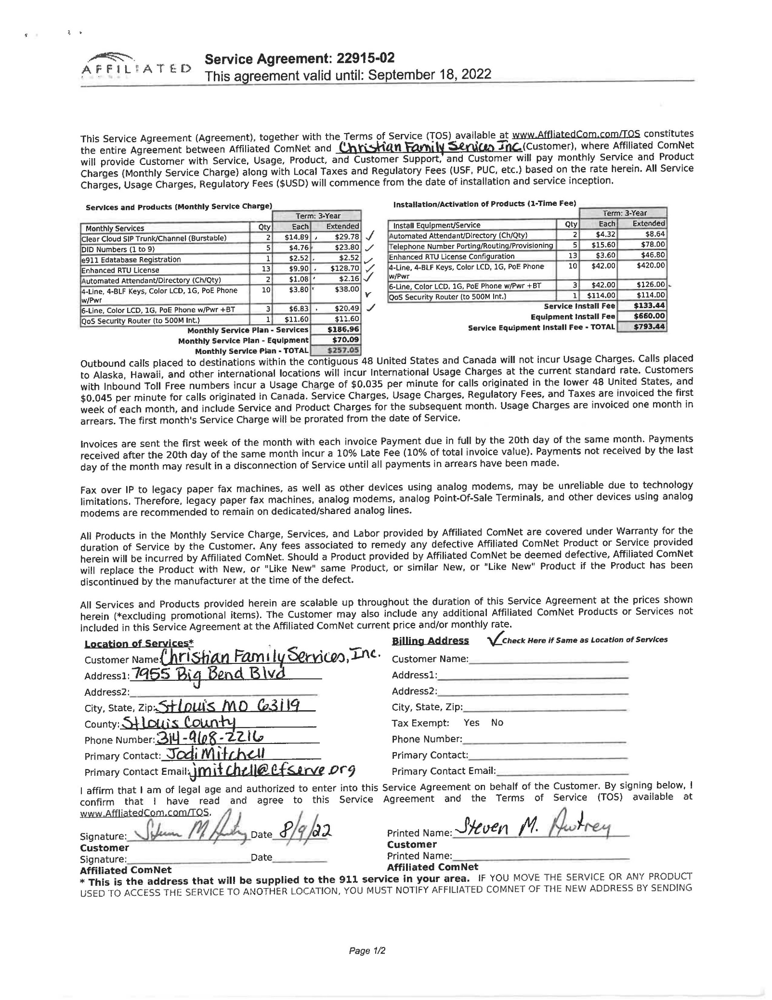 AFFILIATED
Service Agreement: 22915-02
This agreement valid until: September 18, 2022
This Service Agreement (Agreement), together with the Terms of Service (TOS) available at www.AffliatedCom.com/TOS constitutes
the entire Agreement between Affiliated ComNet and Christian Family Services Inc (Customer), where Affiliated ComNet
will provide Customer with Service, Usage, Product, and Customer Support, and Customer will pay monthly Service and Product
Charges (Monthly Service Charge) along with Local Taxes and Regulatory Fees (USF, PUC, etc.) based on the rate herein. All Service
Charges, Usage Charges, Regulatory Fees ($USD) will commence from the date of installation and service inception.
Services and Products (Monthly Service Charge)
Term: 3-Year
Monthly Services Qty Each Extended
Clear Cloud SIP Trunk/Channel (Burstable) 2 $14.89 $29.78 ✓
DID Numbers (1 to 9) 5 $4.76 $23.80 ✓
e911 Edatabase Registration 1 $2.52 $2.52 ✓
Enhanced RTU License 13 $9.90 $128.70 ✓
Automated Attendant/Directory (Ch/Qty) 2 $1.08 $2.16 ✓
4-Line, 4-BLF Keys, Color LCD, 1G, PoE Phone 10 $3.80 $38.00 ✓
w/Pwr
6-Line, Color LCD, 1G, PoE Phone w/Pwr +BT 3 $6.83 $20.49 ✓
QoS Security Router (to 500M Int.) 1 $11.60 $11.60
Monthly Service Plan - Services $186.96
Monthly Service Plan - Equipment $70.09
Monthly Service Plan - TOTAL $257.05
Installation/Activation of Products (1-Time Fee)
Term: 3-Year
Install Equipment/Service Qty Each Extended
Automated Attendant/Directory (Ch/Qty) 2 $4.32 $8.64
Telephone Number Porting/Routing/Provisioning 5 $15.60 $78.00
Enhanced RTU License Configuration 13 $3.60 $46.80
4-Line, 4-BLF Keys, Color LCD, 1G, PoE Phone 10 $42.00 $420.00
w/Pwr
6-Line, Color LCD, 1G, PoE Phone w/Pwr +BT 3 $42.00 $126.00
QoS Security Router (to 500M Int.) 1 $114.00 $114.00
Service Install Fee $133.44
Equipment Install Fee $660.00
Service Equipment Install Fee - TOTAL $793.44
Outbound calls placed to destinations within the contiguous 48 United States and Canada will not incur Usage Charges. Calls placed
to Alaska, Hawaii, and other international locations will incur International Usage Charges at the current standard rate. Customers
with Inbound Toll Free numbers incur a Usage Charge of $0.035 per minute for calls originated in the lower 48 United States, and
$0.045 per minute for calls originated in Canada. Service Charges, Usage Charges, Regulatory Fees, and Taxes are invoiced the first
week of each month, and include Service and Product Charges for the subsequent month. Usage Charges are invoiced one month in
arrears. The first month's Service Charge will be prorated from the date of Service.
Invoices are sent the first week of the month with each invoice Payment due in full by the 20th day of the same month. Payments
received after the 20th day of the same month incur a 10% Late Fee (10% of total invoice value). Payments not received by the last
day of the month may result in a disconnection of Service until all payments in arrears have been made.
Fax over IP to legacy paper fax machines, as well as other devices using analog modems, may be unreliable due to technology
limitations. Therefore, legacy paper fax machines, analog modems, analog Point-Of-Sale Terminals, and other devices using analog
modems are recommended to remain on dedicated/shared analog lines.
All Products in the Monthly Service Charge, Services, and Labor provided by Affiliated ComNet are covered under Warranty for the
duration of Service by the Customer. Any fees associated to remedy any defective Affiliated ComNet Product or Service provided
herein will be incurred by Affiliated ComNet. Should a Product provided by Affiliated ComNet be deemed defective, Affiliated ComNet
will replace the Product with New, or "Like New" same Product, or similar New, or "Like New" Product if the Product has been
discontinued by the manufacturer at the time of the defect.
All Services and Products provided herein are scalable up throughout the duration of this Service Agreement at the prices shown
herein (*excluding promotional items). The Customer may also include any additional Affiliated ComNet Products or Services not
included in this Service Agreement at the Affiliated ComNet current price and/or monthly rate.
Location of Services*
Customer Name: Christian Family Services, Inc.
Address1: 7955 Big Bend Blvd
Address2:
City, State, Zip: St Louis MO 63119
County: St Louis County
Phone Number: 314-968-2216
Primary Contact: Jodi Mitchell
Primary Contact Email: jmitchell@cfserve.org
Billing Address ✓ Check Here if Same as Location of Services
Customer Name:
Address1:
Address2:
City, State, Zip:
Tax Exempt: Yes No
Phone Number:
Primary Contact:
Primary Contact Email:
I affirm that I am of legal age and authorized to enter into this Service Agreement on behalf of the Customer. By signing below, I
confirm that I have read and agree to this Service Agreement and the Terms of Service (TOS) available at
www.AffliatedCom.com/TOS.
Signature: Steven M. Autrey Date 8/9/22 Printed Name: Steven M. Autrey
Customer Customer
Signature: Date Printed Name:
Affiliated ComNet Affiliated ComNet
* This is the address that will be supplied to the 911 service in your area. IF YOU MOVE THE SERVICE OR ANY PRODUCT
USED TO ACCESS THE SERVICE TO ANOTHER LOCATION, YOU MUST NOTIFY AFFILIATED COMNET OF THE NEW ADDRESS BY SENDING
Page 1/2